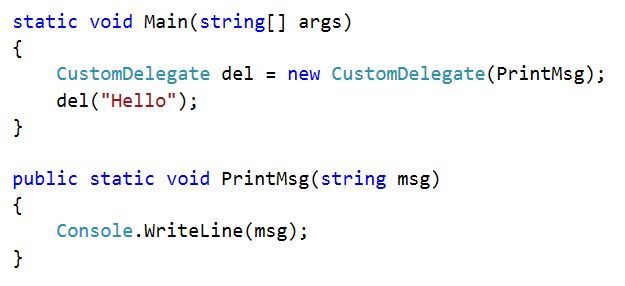 static void Main(string[] args)
{
    CustomDelegate del = new CustomDelegate(PrintMsg);
    del("Hello");
}

public static void PrintMsg(string msg)
{
    Console.WriteLine(msg);
}